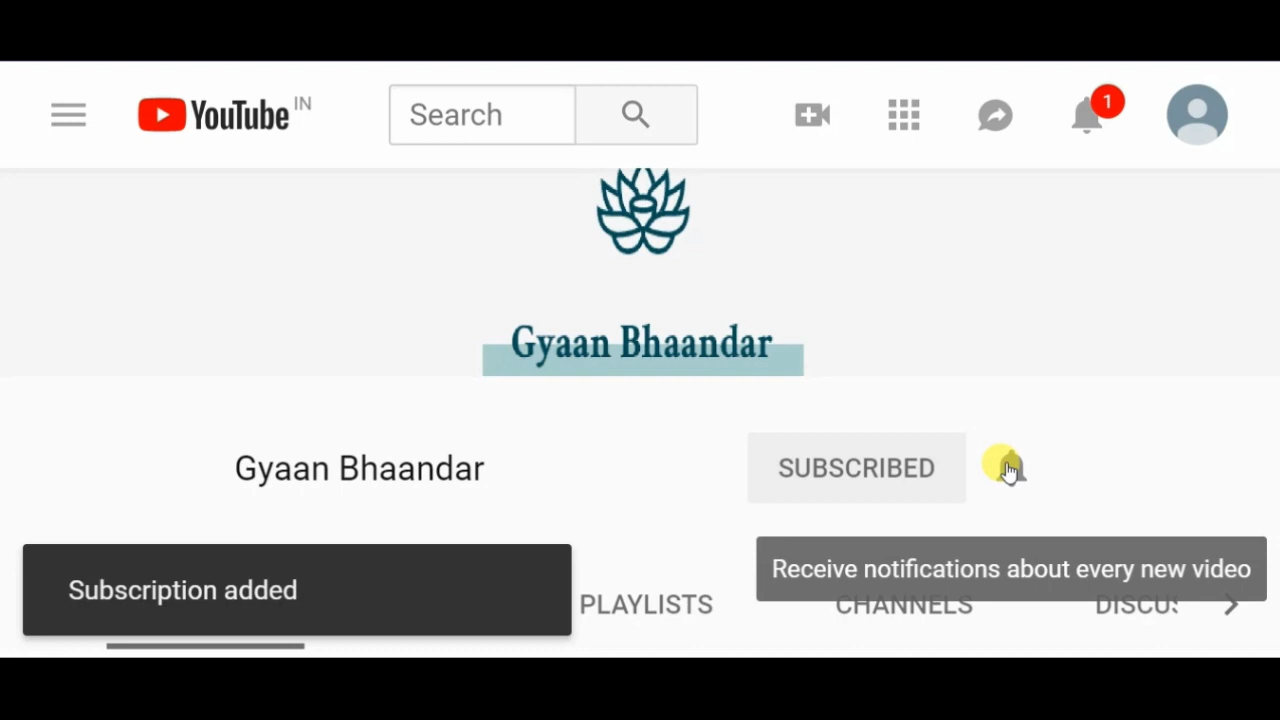 YouTube IN
Search
1
Gyaan Bhaandar
Gyaan Bhaandar
SUBSCRIBED
Subscription added
Receive notifications about every new video
PLAYLISTS
CHANNELS